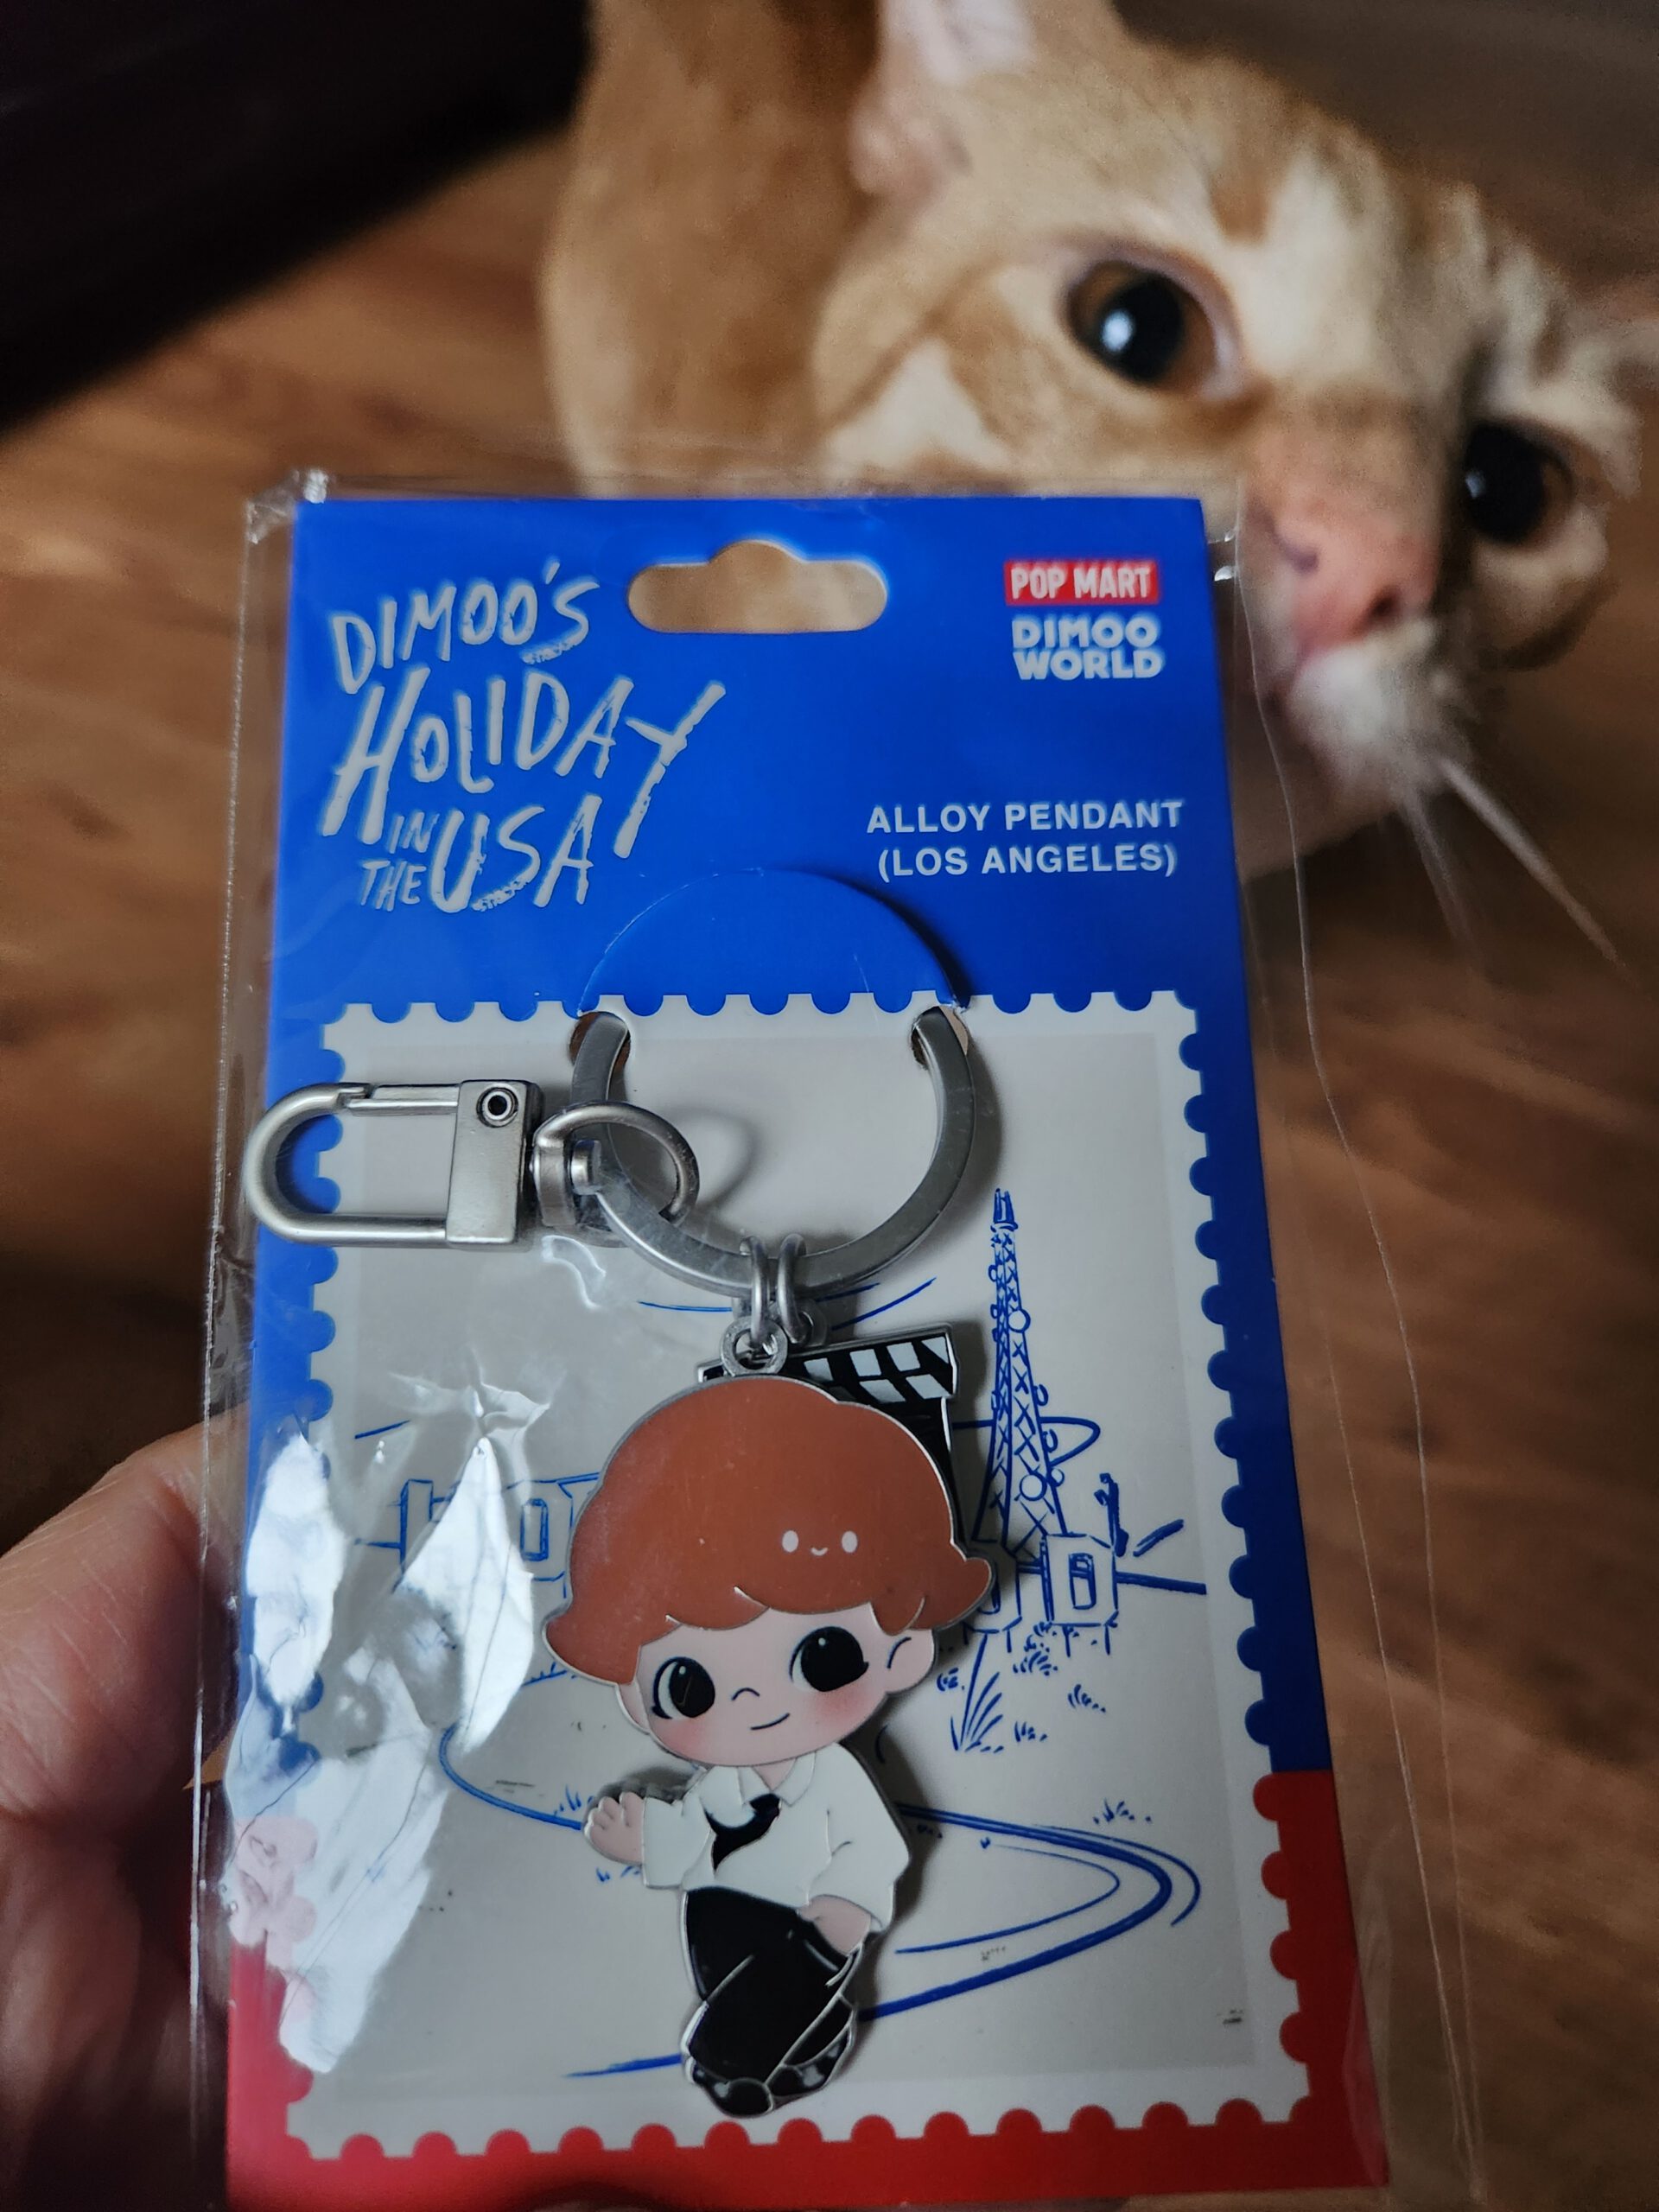 DIMOO'S
HOLIDAY
IN
THE USA
POP MART
DIMOO
WORLD
ALLOY PENDANT
(LOS ANGELES)